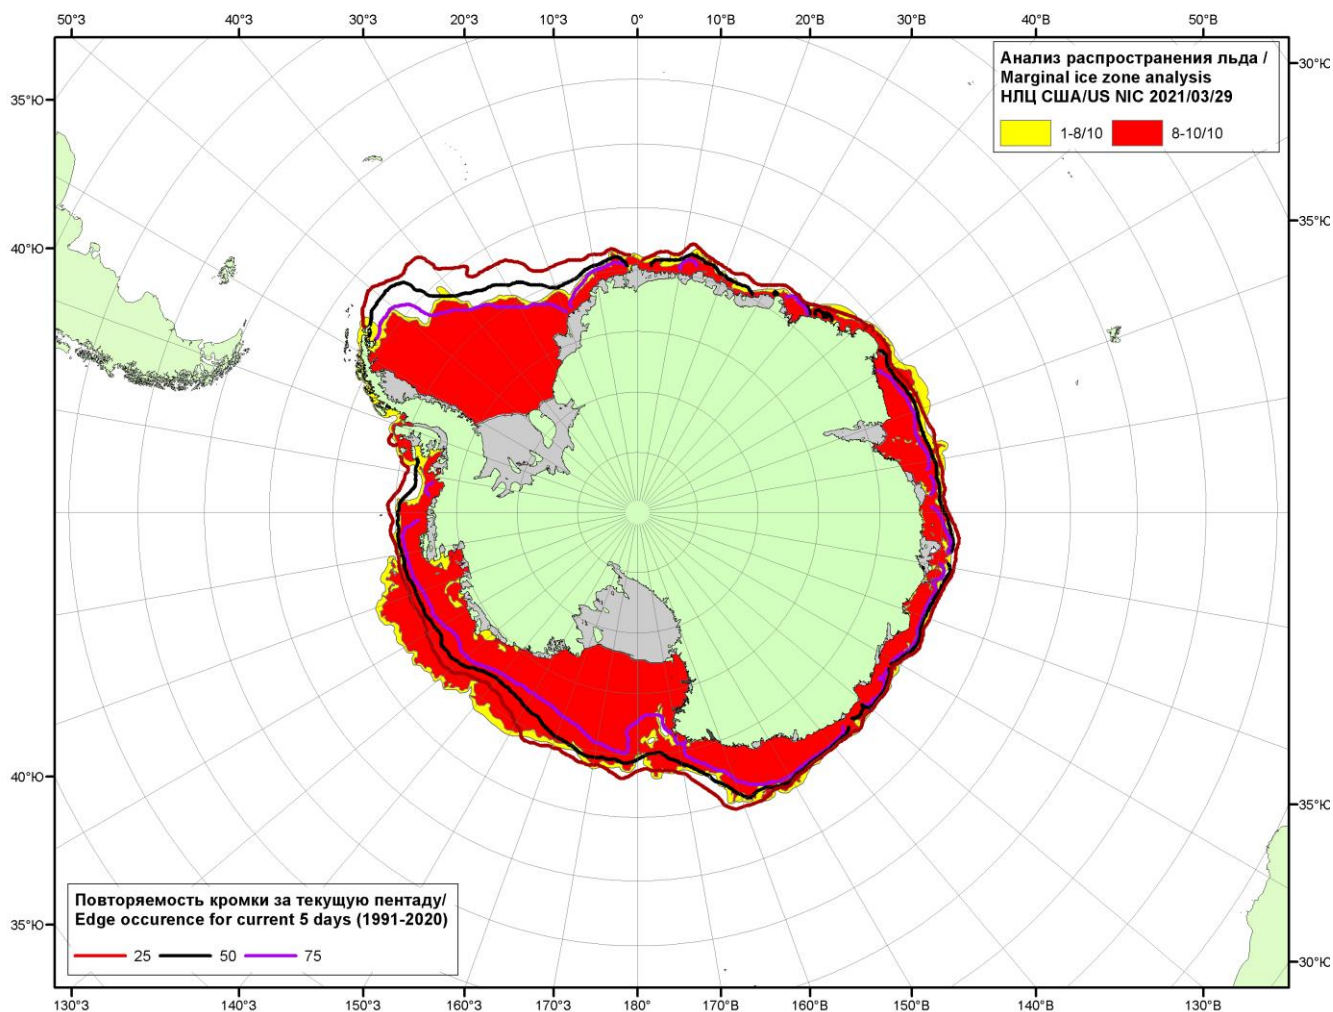 50°З 40°З 30°З 20°З 10°З 0° 10°В 20°В 30°В 40°В 50°В
Анализ распространения льда /
Marginal ice zone analysis
НЛЦ США/US NIC 2021/03/29
1-8/10 8-10/10
30°Ю
35°Ю
35°Ю
40°Ю
40°Ю
35°Ю
35°Ю
30°Ю
Повторяемость кромки за текущую пентаду/
Edge occurence for current 5 days (1991-2020)
25 50 75
130°З 140°З 150°З 160°З 170°З 180° 170°В 160°В 150°В 140°В 130°В